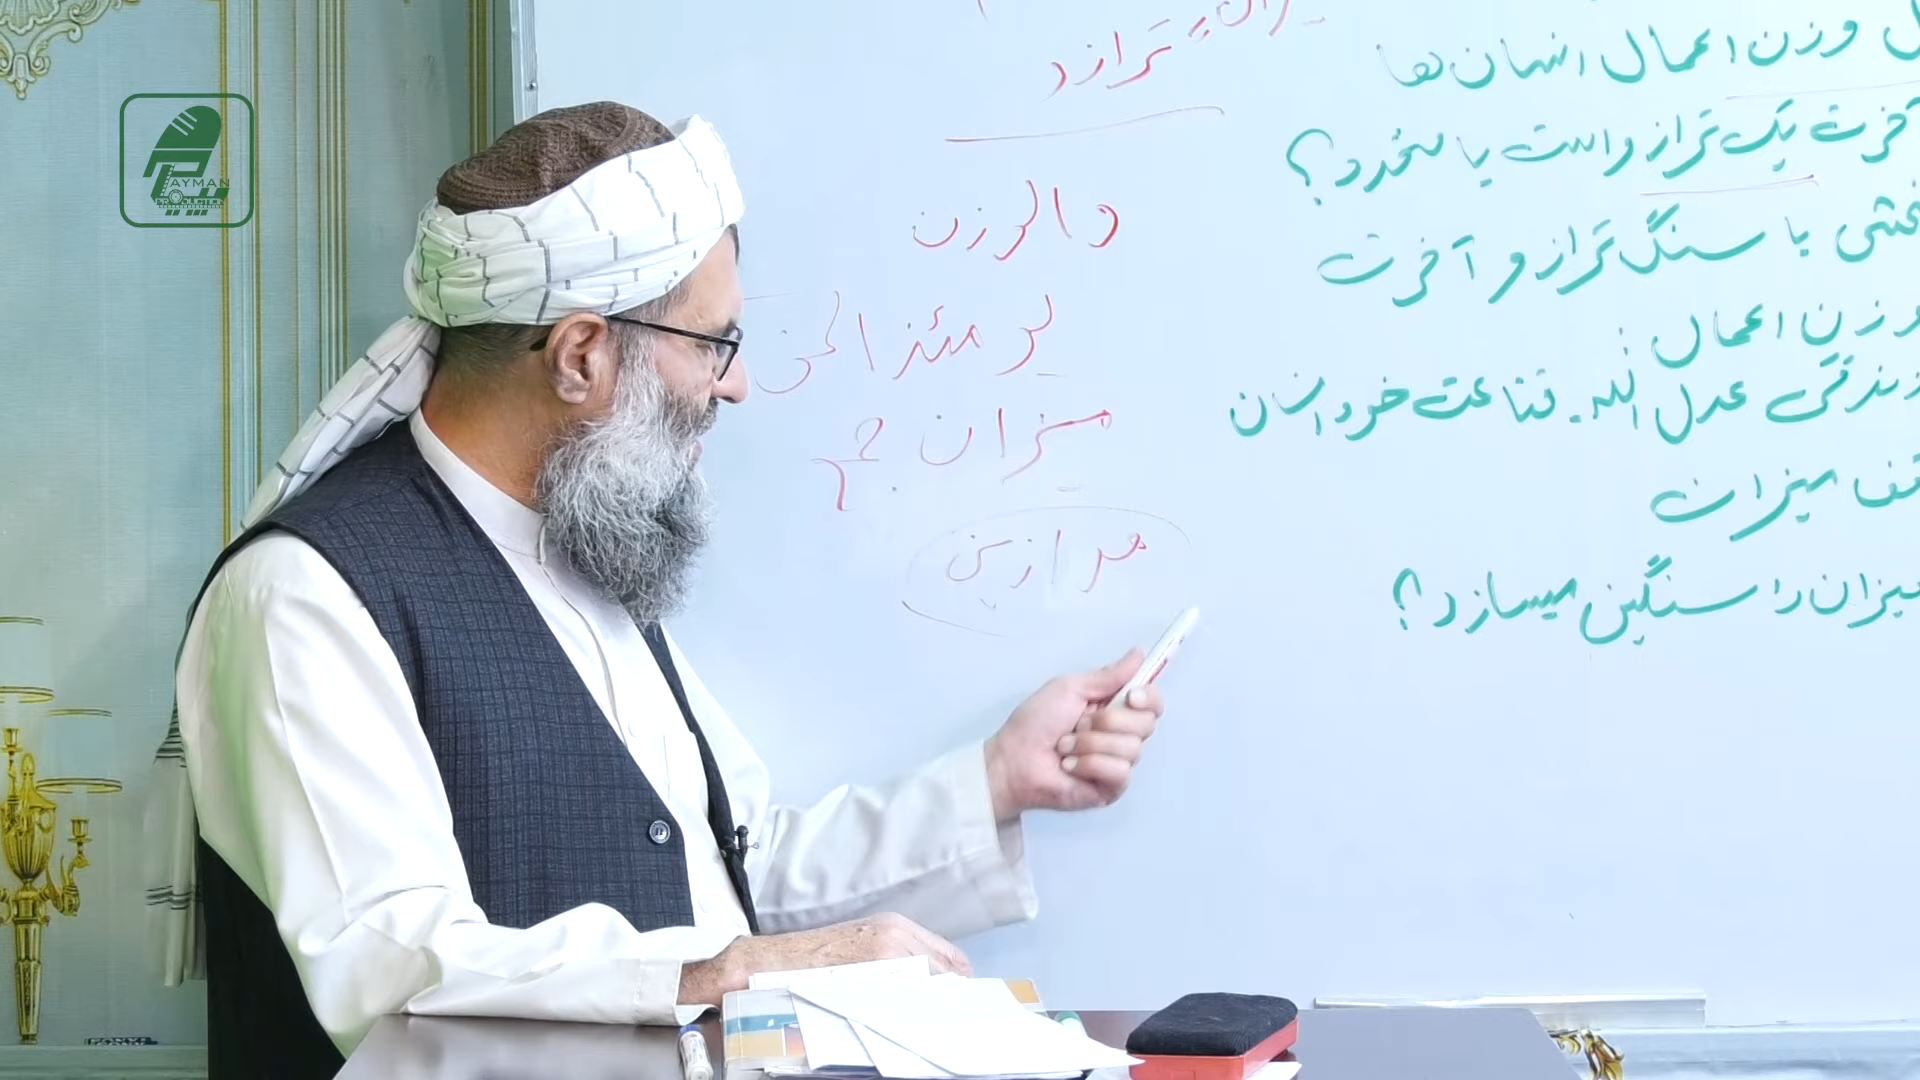 وزن اعمال انسان ها
آخرت یک ترازو است یا متعدد؟
یا سنگ ترازو آخرت
وزن اعمال :
عدل الله . قناعت خود انسان
میزان
میزان را سنگین میسازد؟
میزان = ترازو
والوزن
یومئذ الحق
میزان ج
موازین
PAYMAN